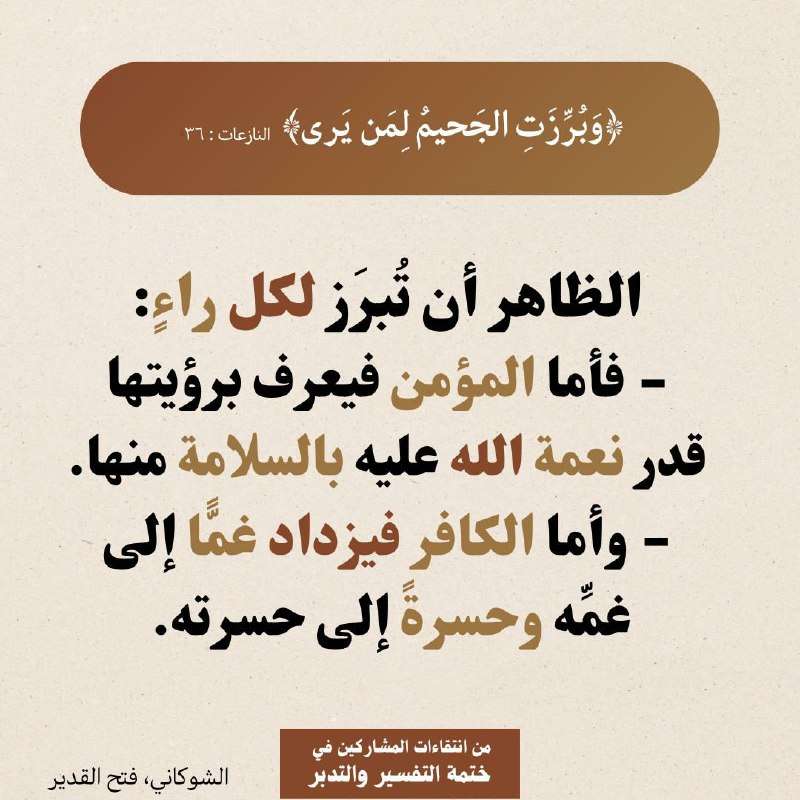 ﴿وَبُرِّزَتِ الجَحيمُ لِمَن يَرى﴾ النازعات : ٣٦
الظاهر أن تُبرَز لكل راءٍ:
- فأما المؤمن فيعرف برؤيتها
قدر نعمة الله عليه بالسلامة منها.
- وأما الكافر فيزداد غمًّا إلى
غمِّه وحسرةً إلى حسرته.
من انتقاءات المشاركين في
ختمة التفسير والتدبر
الشوكاني، فتح القدير